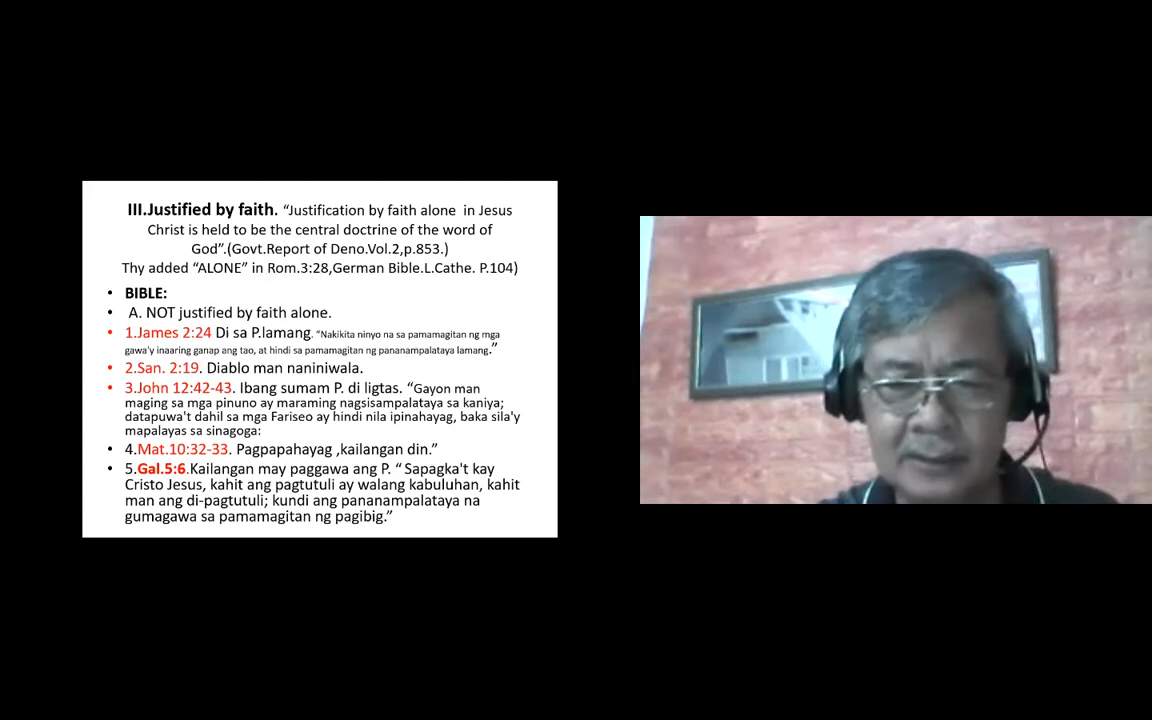 III.Justified by faith. “Justification by faith alone in Jesus
Christ is held to be the central doctrine of the word of
God”.(Govt.Report of Deno.Vol.2,p.853.)
Thy added “ALONE” in Rom.3:28,German Bible.L.Cathe. P.104)
• BIBLE:
• A. NOT justified by faith alone.
• 1.James 2:24 Di sa P.lamang. “Nakikita ninyo na sa pamamagitan ng mga
gawa'y inaaring ganap ang tao, at hindi sa pamamagitan ng pananampalataya lamang.”
• 2.San. 2:19. Diablo man naniniwala.
• 3.John 12:42-43. Ibang sumam P. di ligtas. “Gayon man
maging sa mga pinuno ay maraming nagsisampalataya sa kaniya;
datapuwa't dahil sa mga Fariseo ay hindi nila ipinahayag, baka sila'y
mapalayas sa sinagoga:
• 4.Mat.10:32-33. Pagpapahayag ,kailangan din.”
• 5.Gal.5:6.Kailangan may paggawa ang P. “ Sapagka't kay
Cristo Jesus, kahit ang pagtutuli ay walang kabuluhan, kahit
man ang di-pagtutuli; kundi ang pananampalataya na
gumagawa sa pamamagitan ng pagibig.”